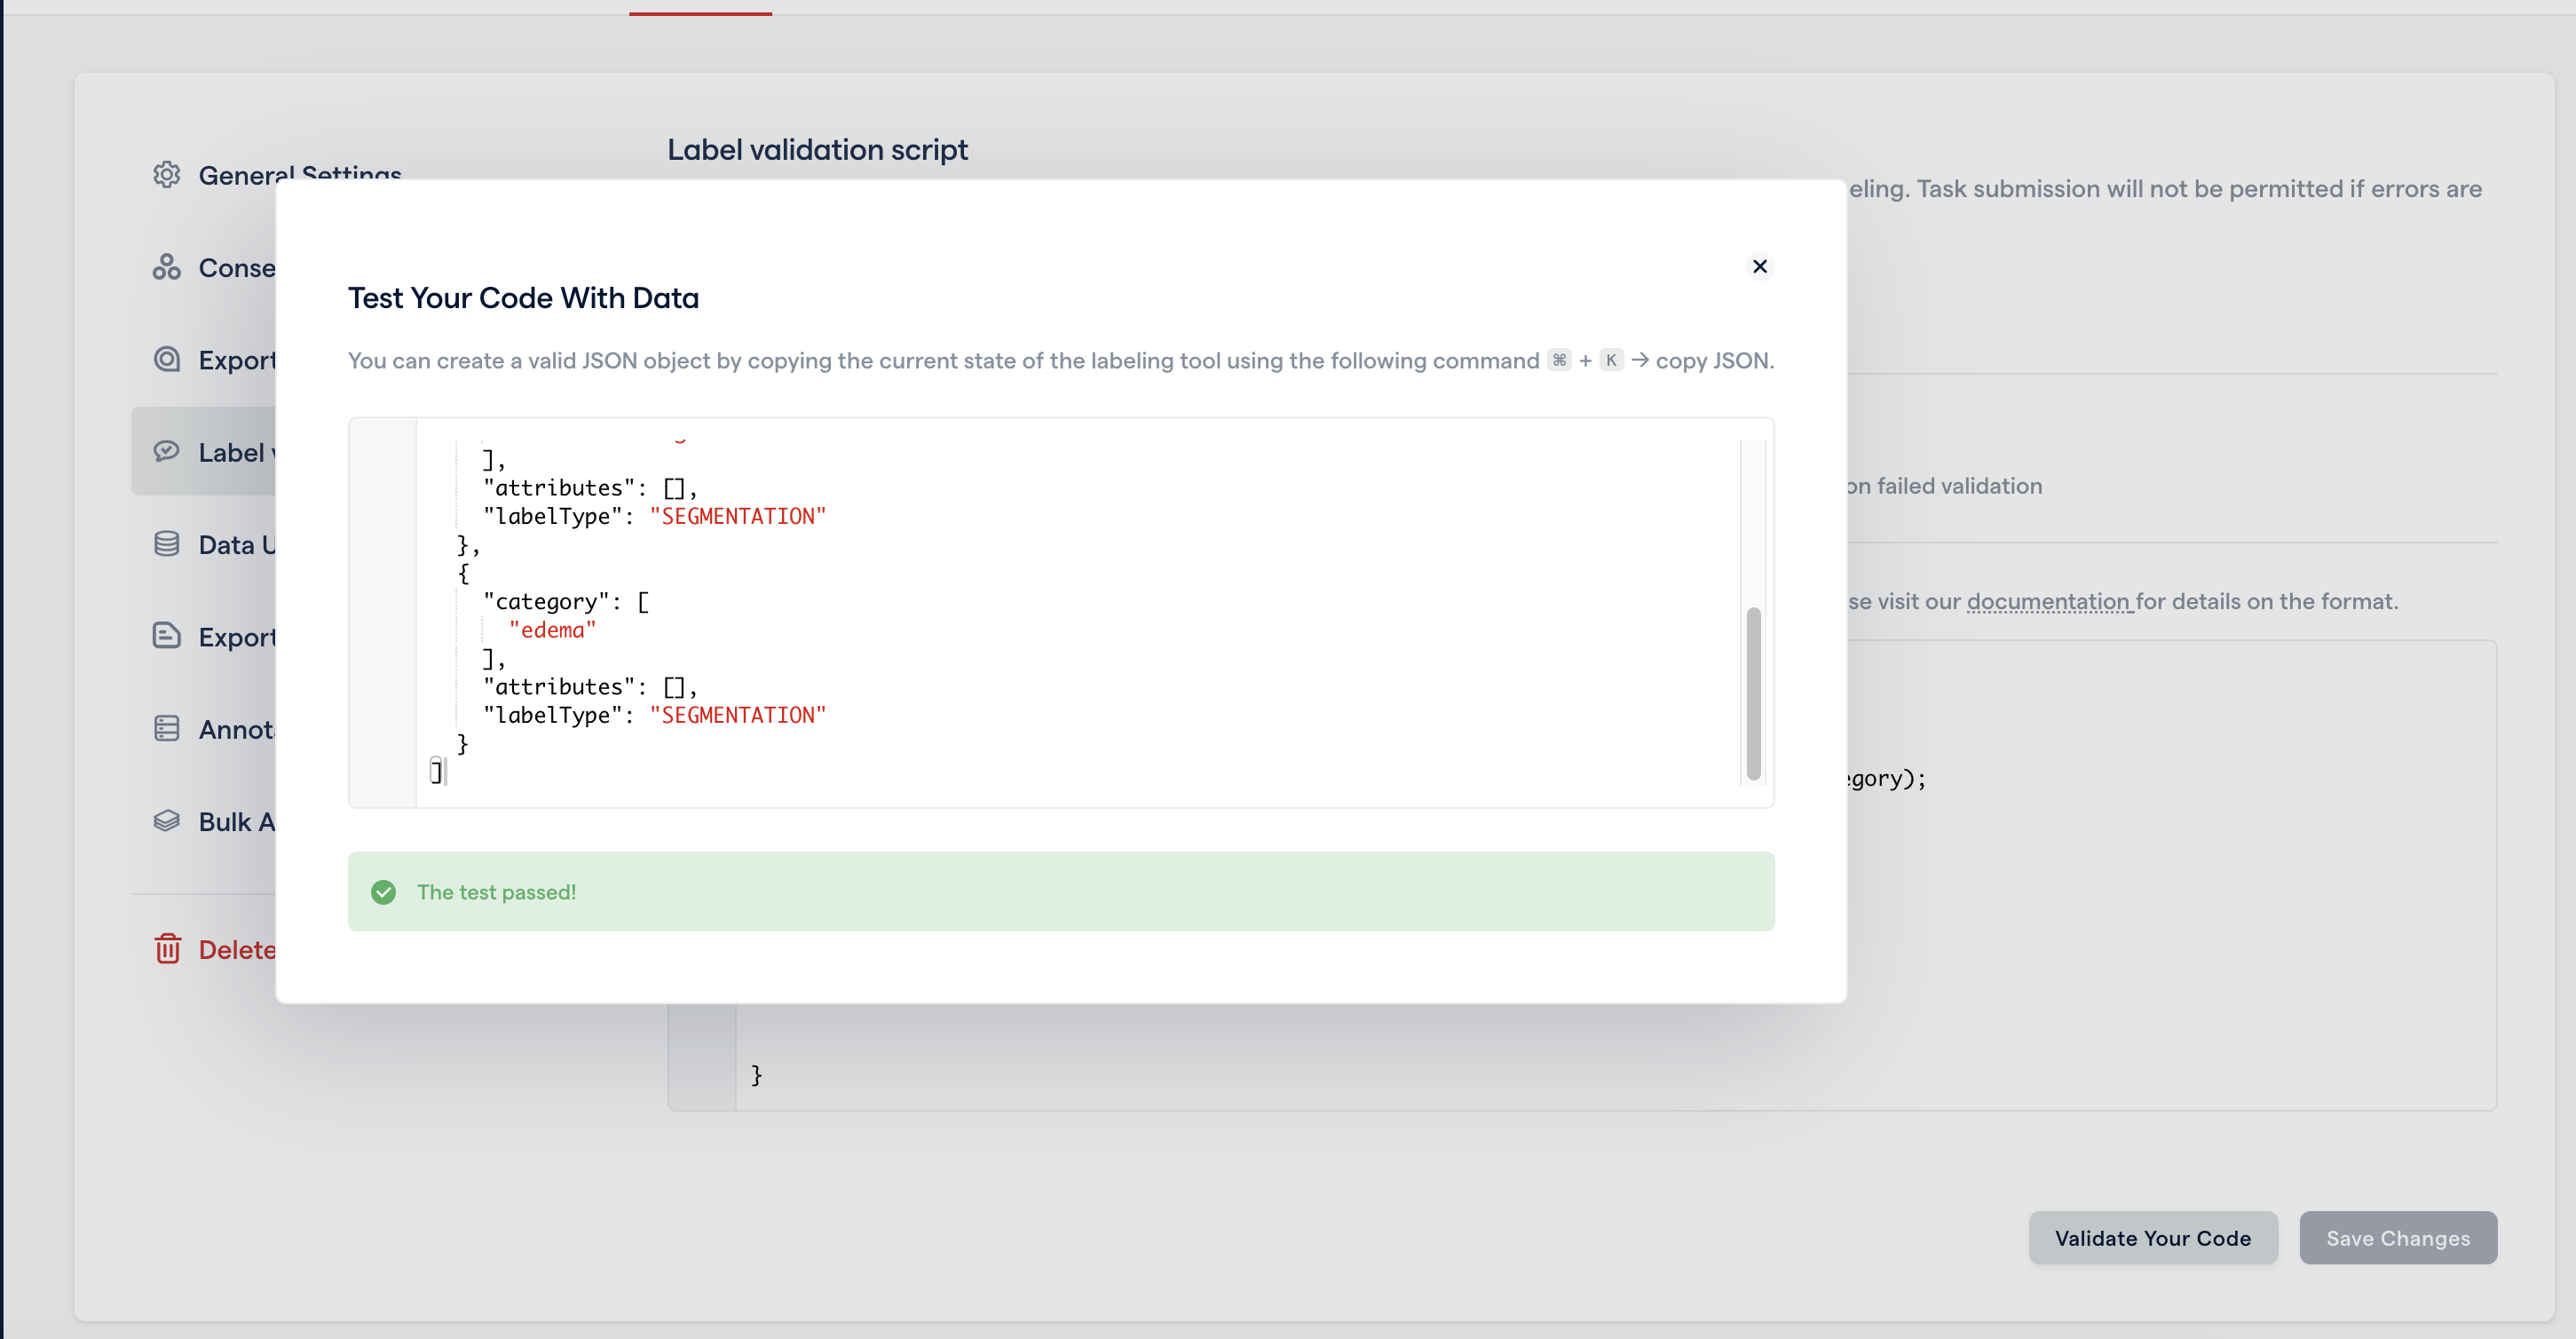 Label validation script
General Settings
eling. Task submission will not be permitted if errors are
Conse
Test Your Code With Data
You can create a valid JSON object by copying the current state of the labeling tool using the following command ⌘ + K → copy JSON.
Export
Label
on failed validation
],
"attributes": [],
"labelType": "SEGMENTATION"
},
{
"category": [
"edema"
],
"attributes": [],
"labelType": "SEGMENTATION"
}
]
Data U
se visit our documentation for details on the format.
Export
Annot
egory);
Bulk A
The test passed!
Delete
}
Validate Your Code
Save Changes